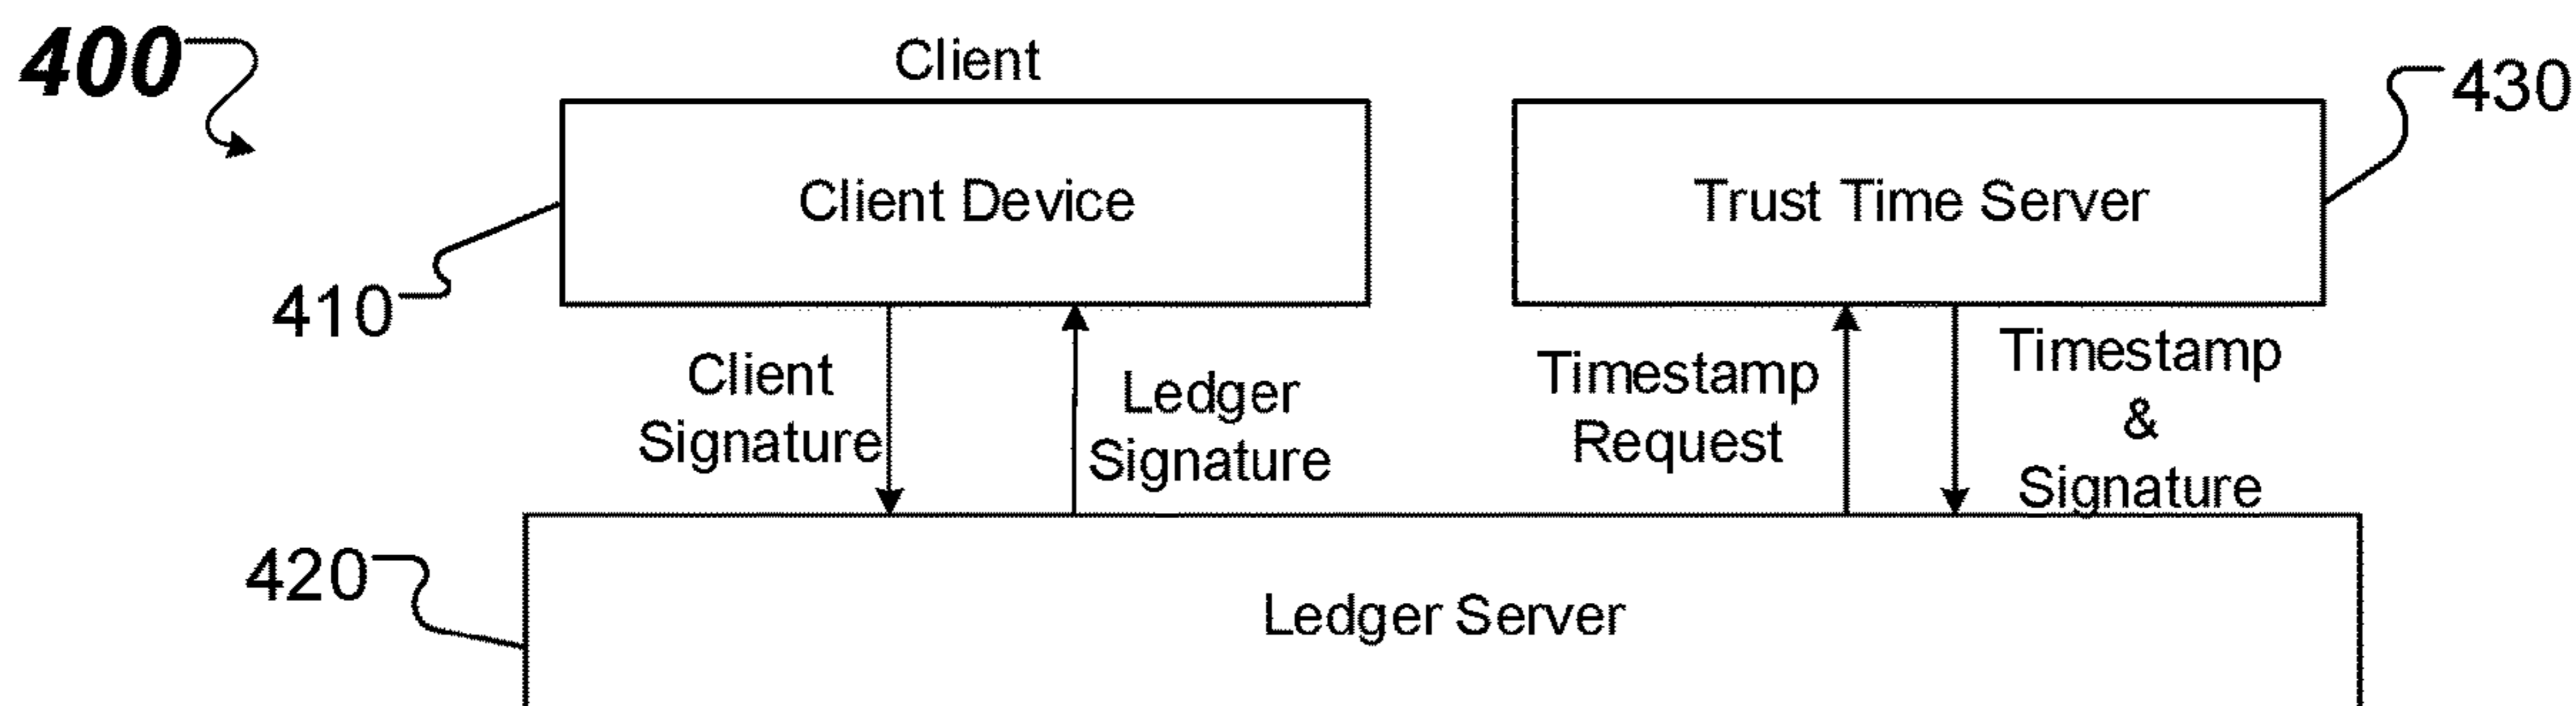 400
Client
430
Client Device
Trust Time Server
410
Client
Signature
Ledger
Signature
Timestamp
Request
Timestamp
&
Signature
420
Ledger Server